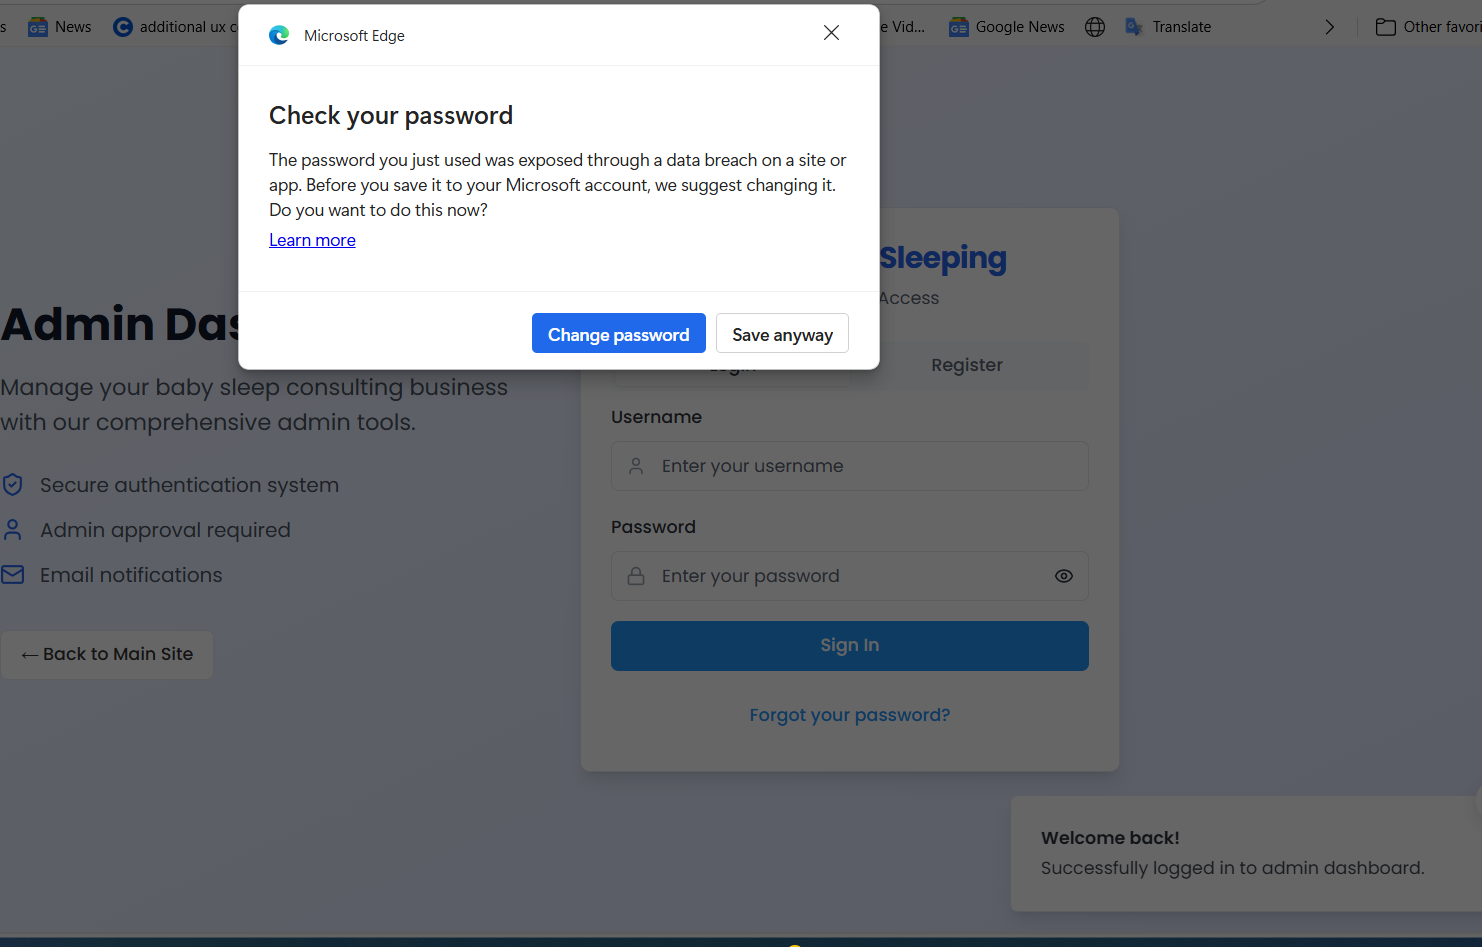 s
News
additional ux c
e Vid...
Google News
Translate
Other favori
Microsoft Edge
Check your password
The password you just used was exposed through a data breach on a site or
app. Before you save it to your Microsoft account, we suggest changing it.
Do you want to do this now?
Learn more
Change password
Save anyway
Admin Das
Manage your baby sleep consulting business
with our comprehensive admin tools.
Secure authentication system
Admin approval required
Email notifications
← Back to Main Site
Sleeping
Access
Login
Register
Username
Enter your username
Password
Enter your password
Sign In
Forgot your password?
Welcome back!
Successfully logged in to admin dashboard.